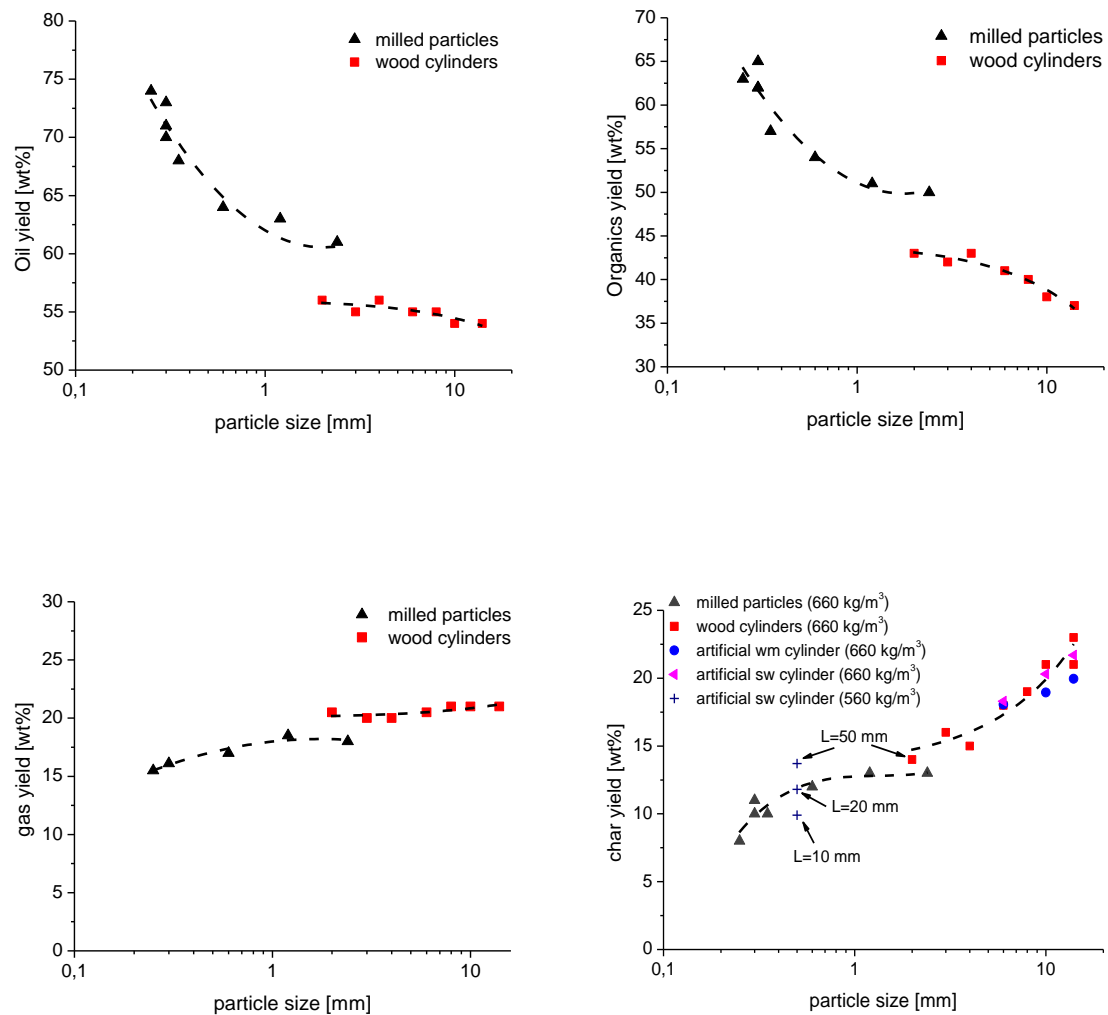 milled particles
wood cylinders
80
75
70
65
60
55
50
Oil yield [wt%]
0,1
1
10
particle size [mm]
milled particles
wood cylinders
70
65
60
55
50
45
40
35
30
Organics yield [wt%]
0,1
1
10
particle size [mm]
milled particles
wood cylinders
30
25
20
15
10
5
0
gas yield [wt%]
0,1
1
10
particle size [mm]
milled particles (660 kg/m³)
wood cylinders (660 kg/m³)
artificial wm cylinder (660 kg/m³)
artificial sw cylinder (660 kg/m³)
artificial sw cylinder (560 kg/m³)
25
20
15
10
5
0
char yield [wt%]
L=50 mm
L=20 mm
L=10 mm
0,1
1
10
particle size [mm]